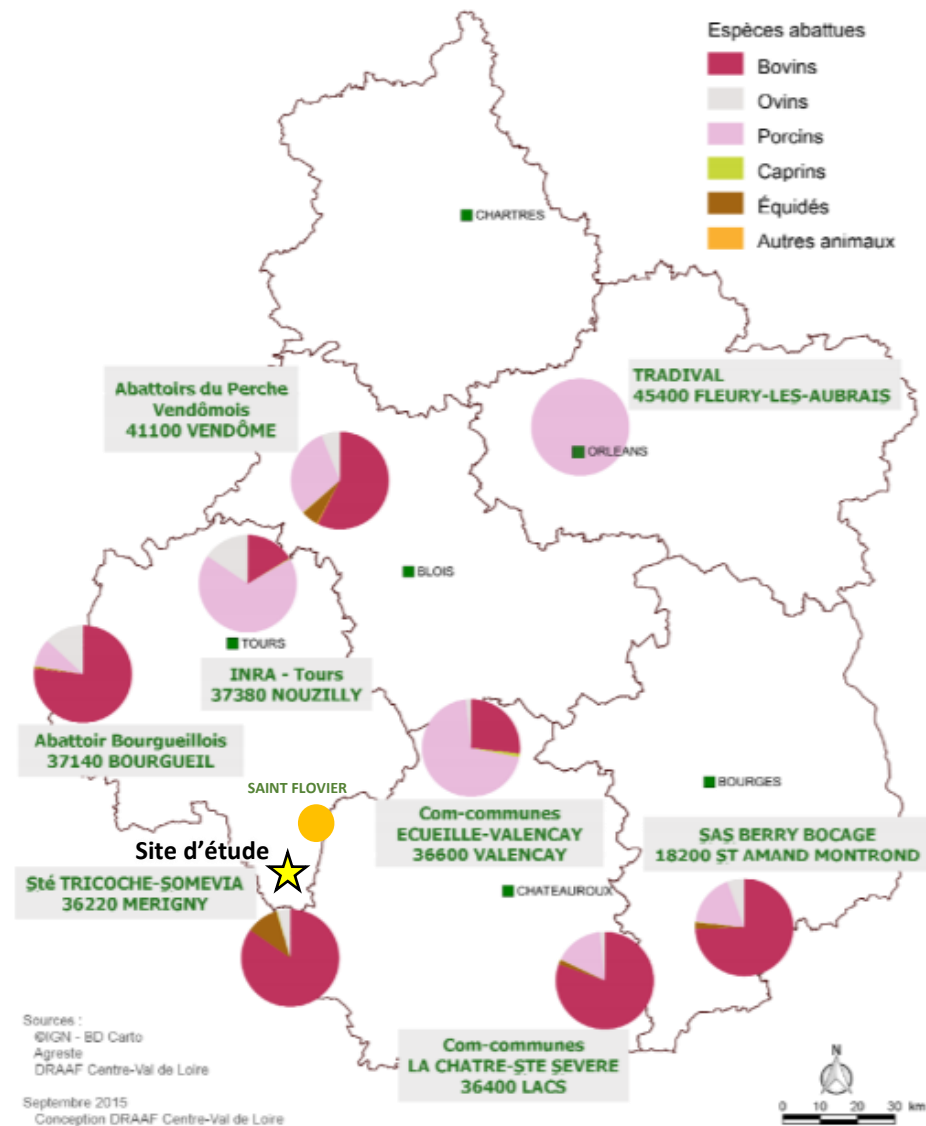 Espèces abattues
Bovins
Ovins
Porcins
Caprins
Équidés
Autres animaux
CHARTRES
Abattoirs du Perche
Vendômois
41100 VENDÔME
TRADIVAL
45400 FLEURY-LES-AUBRAIS
ORLEANS
BLOIS
TOURS
INRA - Tours
37380 NOUZILLY
Abattoir Bourgueillois
37140 BOURGUEIL
SAINT FLOVIER
Com-communes
ECUEILLE-VALENCAY
36600 VALENCAY
BOURGES
SAS BERRY BOCAGE
18200 ST AMAND MONTROND
Site d'étude
Sté TRICOCHE-SOMEVIA
36220 MERIGNY
CHATEAUROUX
Com-communes
LA CHATRE-STE SEVERE
36400 LACS
Sources :
©IGN - BD Carto
Agreste
DRAAF Centre-Val de Loire
Septembre 2015
Conception DRAAF Centre-Val de Loire
N
0 10 20 30 km